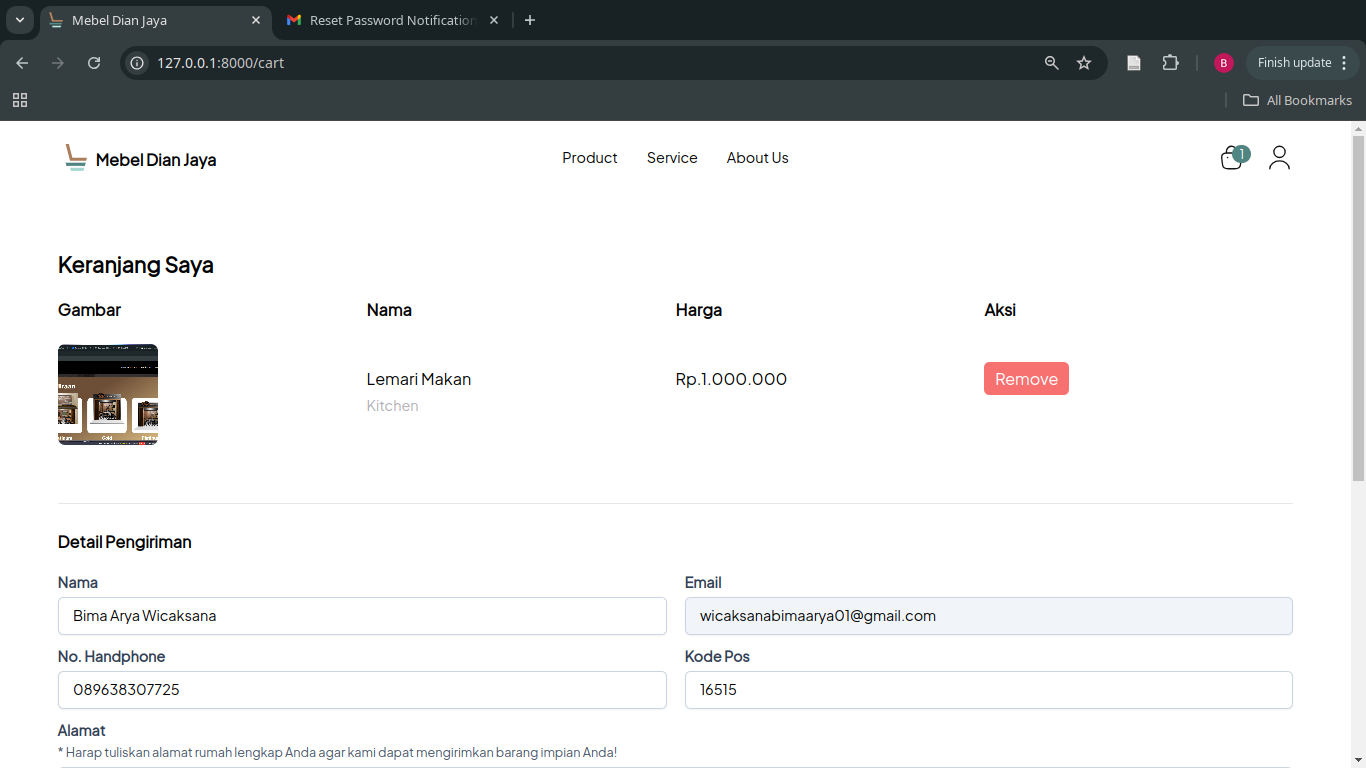 Mebel Dian Jaya
Reset Password Notification
127.0.0.1:8000/cart
B
Finish update
All Bookmarks
Mebel Dian Jaya
Product
Service
About Us
1
Keranjang Saya
Gambar
Nama
Harga
Aksi
Lemari Makan
Kitchen
Rp.1.000.000
Remove
Gold
Detail Pengiriman
Nama
Email
Bima Arya Wicaksana
wicaksanabimaarya01@gmail.com
No. Handphone
Kode Pos
089638307725
16515
Alamat
* Harap tuliskan alamat rumah lengkap Anda agar kami dapat mengirimkan barang impian Anda!